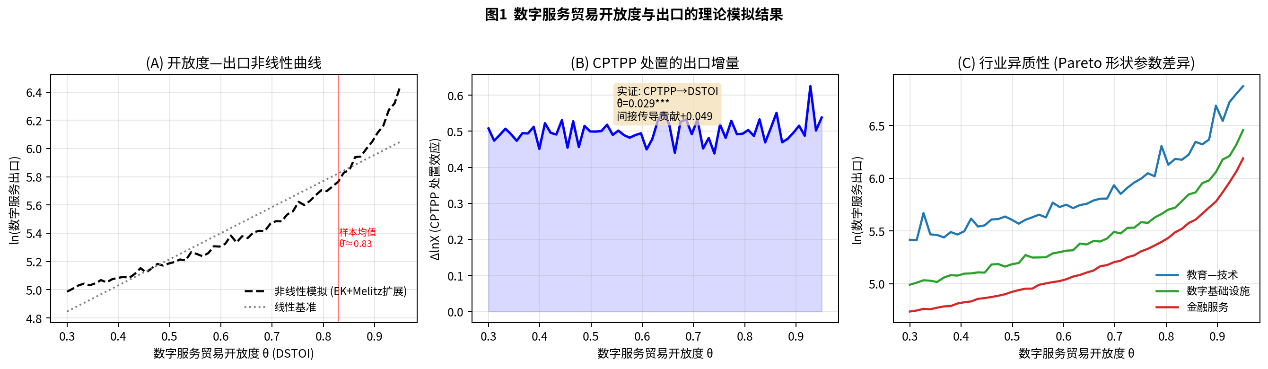 图1 数字服务贸易开放度与出口的理论模拟结果
(A) 开放度—出口非线性曲线
ln(数字服务出口)
6.4
6.2
6.0
5.8
5.6
5.4
5.2
5.0
4.8
样本均值
θ̄≈0.83
非线性模拟 (EK+Melitz扩展)
线性基准
0.3 0.4 0.5 0.6 0.7 0.8 0.9
数字服务贸易开放度 θ (DSTOI)
(B) CPTPP 处置的出口增量
ΔlnX (CPTPP 处置效应)
0.6
0.5
0.4
0.3
0.2
0.1
0.0
实证: CPTPP→DSTOI
θ̂=0.029***
间接传导贡献+0.049
0.3 0.4 0.5 0.6 0.7 0.8 0.9
数字服务贸易开放度 θ
(C) 行业异质性 (Pareto 形状参数差异)
ln(数字服务出口)
6.5
6.0
5.5
5.0
教育—技术
数字基础设施
金融服务
0.3 0.4 0.5 0.6 0.7 0.8 0.9
数字服务贸易开放度 θ